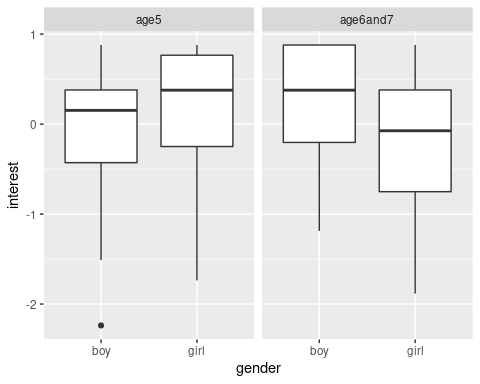 age5 age6and7
1
0
-1
-2
interest
boy girl boy girl
gender